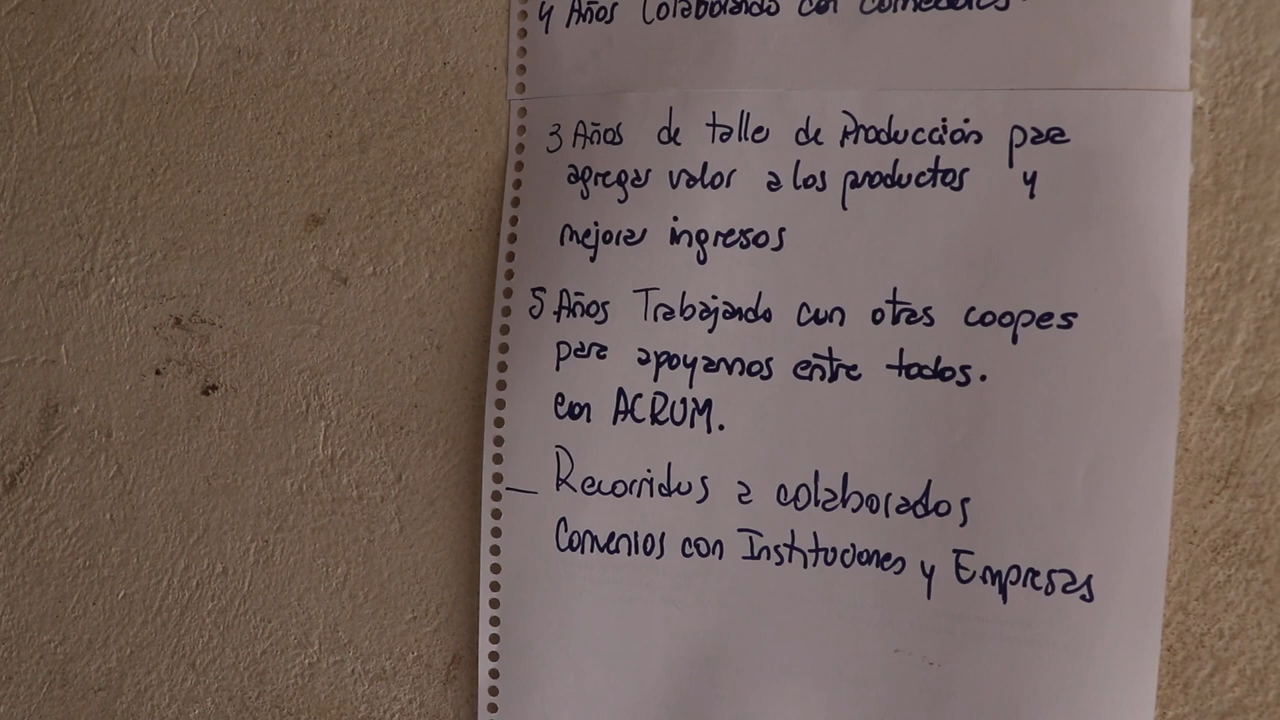 4 Años Colaborando con comedores.
3 Años de taller de Producción para
agregar valor a los productos y
mejorar ingresos
5 Años Trabajando con otras coopes
para apoyarnos entre todos.
con ACRUM.
— Recorridos a colaborados
Convenios con Instituciones y Empresas